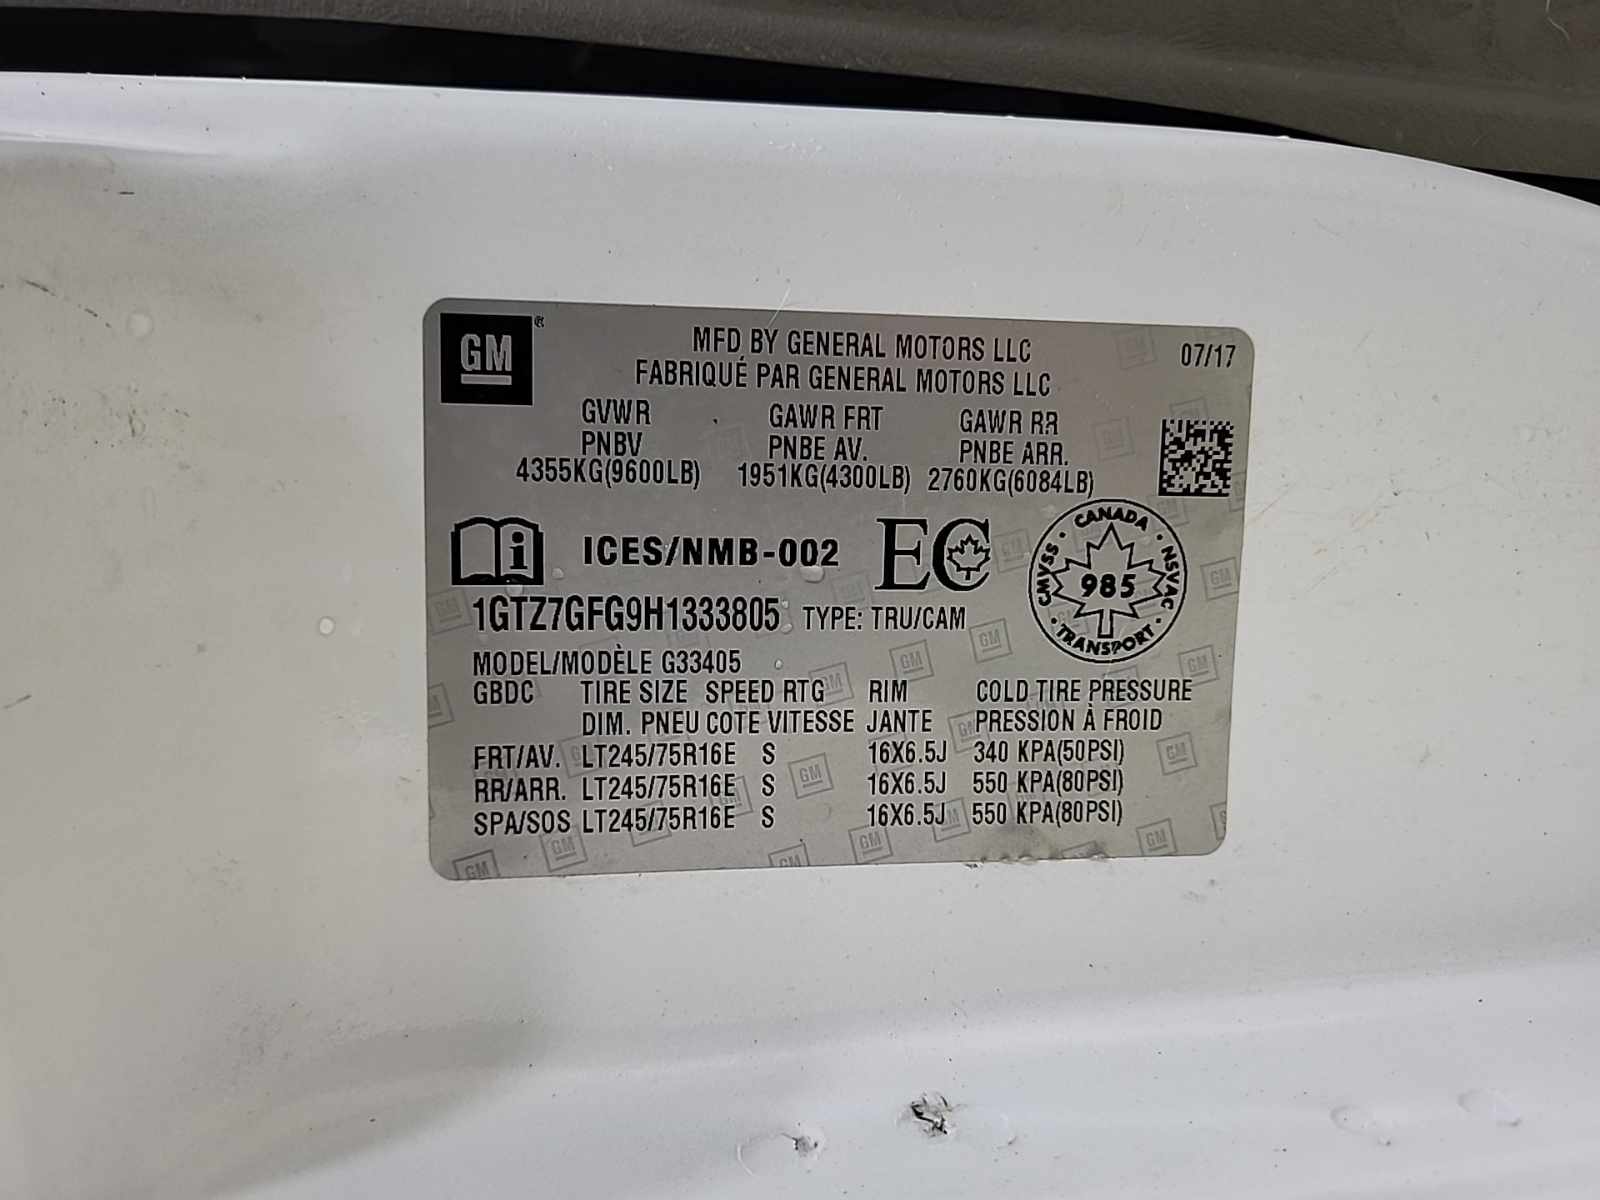 GM
MFD BY GENERAL MOTORS LLC 07/17
FABRIQUÉ PAR GENERAL MOTORS LLC
GVWR GAWR FRT GAWR RR
PNBV PNBE AV. PNBE ARR.
4355KG(9600LB) 1951KG(4300LB) 2760KG(6084LB)
ICES/NMB-002 EC
CANADA
CMVSS 985 NSVAC
TRANSPORT
1GTZ7GFG9H1333805 TYPE: TRU/CAM
MODEL/MODÈLE G33405
GBDC TIRE SIZE SPEED RTG RIM COLD TIRE PRESSURE
DIM. PNEU COTE VITESSE JANTE PRESSION À FROID
FRT/AV. LT245/75R16E S 16X6.5J 340 KPA(50PSI)
RR/ARR. LT245/75R16E S 16X6.5J 550 KPA(80PSI)
SPA/SOS LT245/75R16E S 16X6.5J 550 KPA(80PSI)